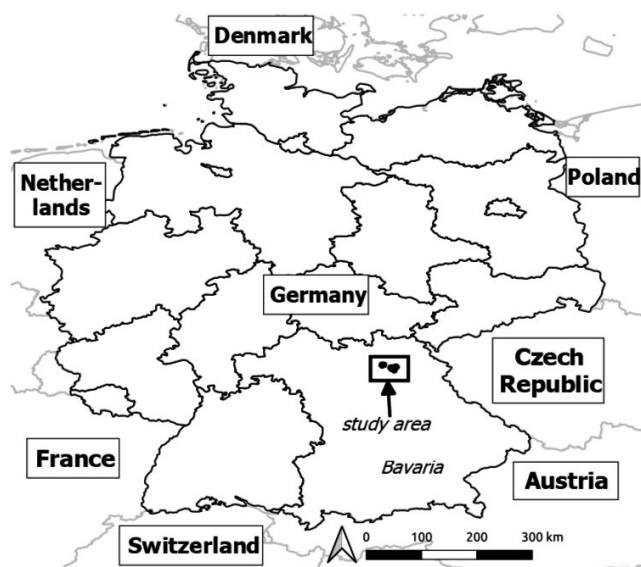 Denmark
Nether-
lands
Poland
Germany
Czech
Republic
study area
France
Bavaria
Austria
Switzerland
0 100 200 300 km